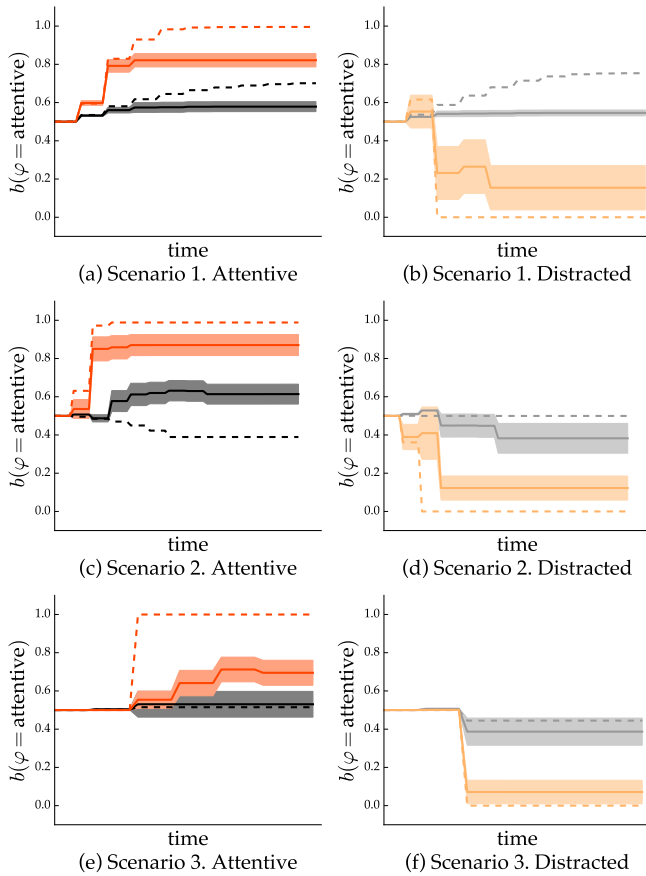 1.0
0.8
0.6
0.4
0.2
0.0
b(φ = attentive)
time
(a) Scenario 1. Attentive
1.0
0.8
0.6
0.4
0.2
0.0
b(φ = attentive)
time
(b) Scenario 1. Distracted
1.0
0.8
0.6
0.4
0.2
0.0
b(φ = attentive)
time
(c) Scenario 2. Attentive
1.0
0.8
0.6
0.4
0.2
0.0
b(φ = attentive)
time
(d) Scenario 2. Distracted
1.0
0.8
0.6
0.4
0.2
0.0
b(φ = attentive)
time
(e) Scenario 3. Attentive
1.0
0.8
0.6
0.4
0.2
0.0
b(φ = attentive)
time
(f) Scenario 3. Distracted